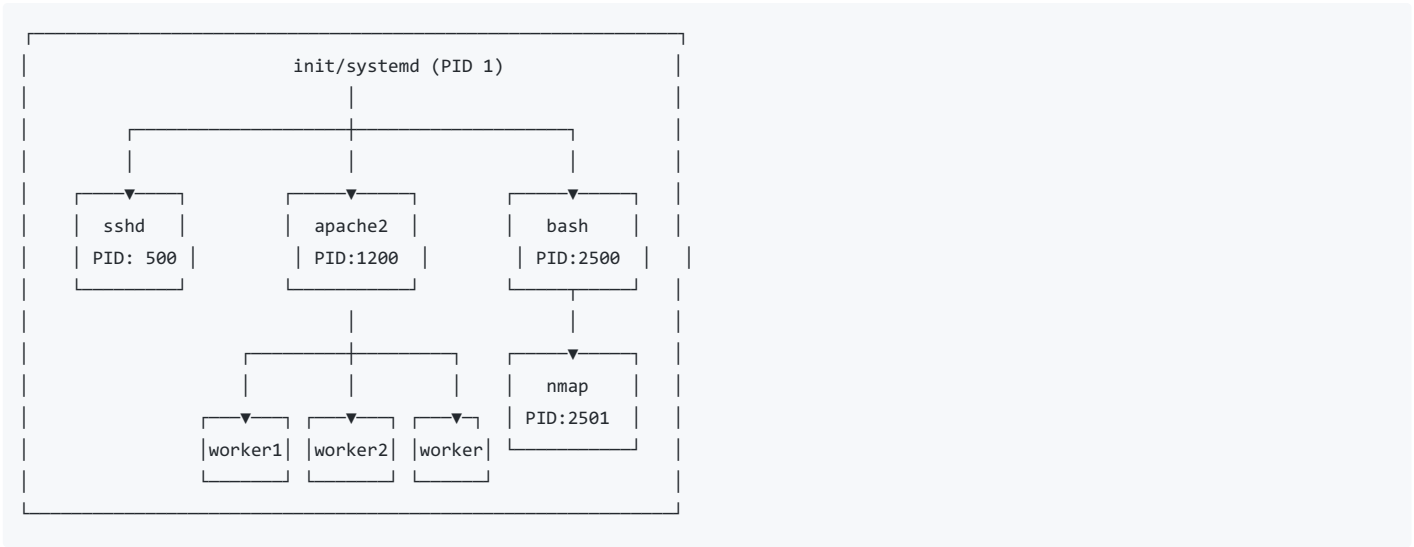 init/systemd (PID 1)
sshd apache2 bash
PID: 500 PID:1200 PID:2500
nmap
PID:2501
worker1 worker2 worker